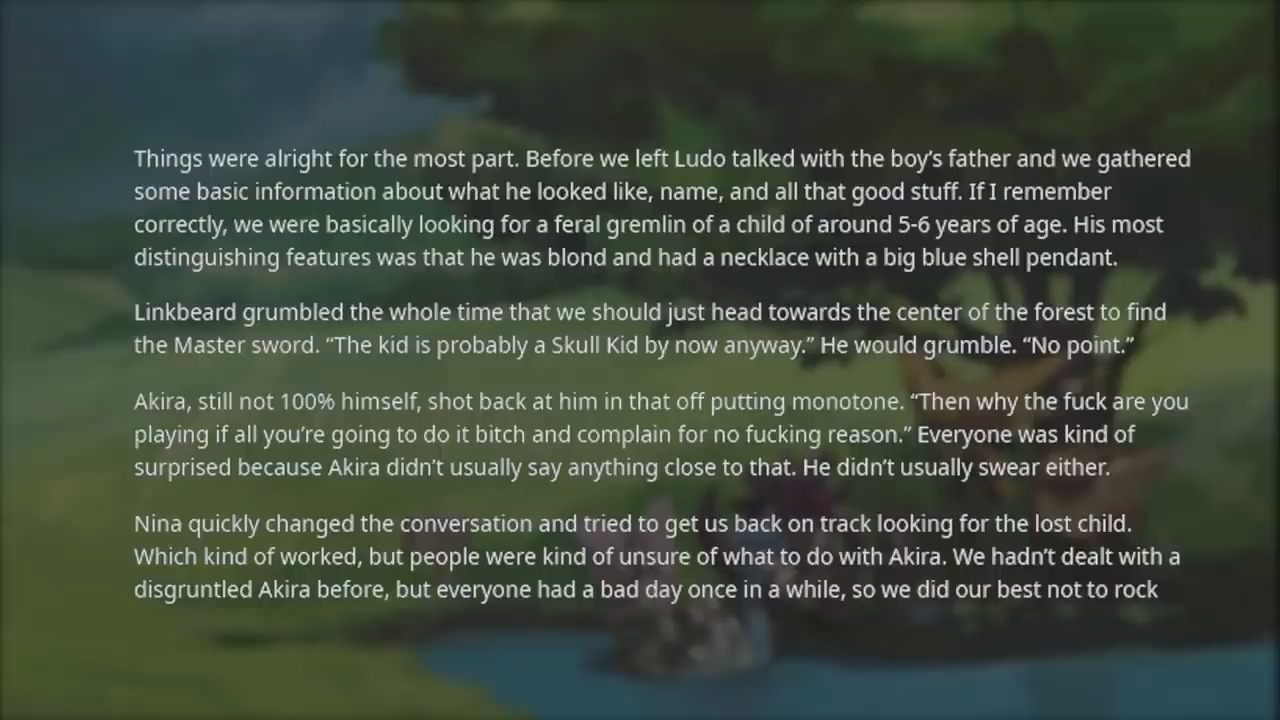 Things were alright for the most part. Before we left Ludo talked with the boy’s father and we gathered
some basic information about what he looked like, name, and all that good stuff. If I remember
correctly, we were basically looking for a feral gremlin of a child of around 5-6 years of age. His most
distinguishing features was that he was blond and had a necklace with a big blue shell pendant.
Linkbeard grumbled the whole time that we should just head towards the center of the forest to find
the Master sword. “The kid is probably a Skull Kid by now anyway.” He would grumble. “No point.”
Akira, still not 100% himself, shot back at him in that off putting monotone. “Then why the fuck are you
playing if all you’re going to do it bitch and complain for no fucking reason.” Everyone was kind of
surprised because Akira didn’t usually say anything close to that. He didn’t usually swear either.
Nina quickly changed the conversation and tried to get us back on track looking for the lost child.
Which kind of worked, but people were kind of unsure of what to do with Akira. We hadn’t dealt with a
disgruntled Akira before, but everyone had a bad day once in a while, so we did our best not to rock